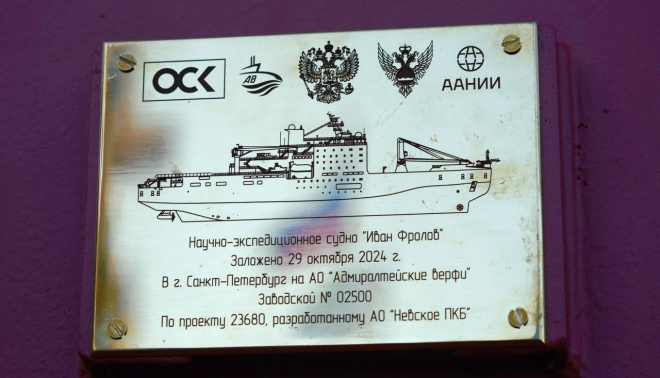 ОСК
АВ
ААНИИ
Научно-экспедиционное судно "Иван Фролов"
Заложено 29 октября 2024 г.
В г. Санкт-Петербург на АО "Адмиралтейские верфи"
Заводской № 02500
По проекту 23680, разработанному АО "Невское ПКБ"